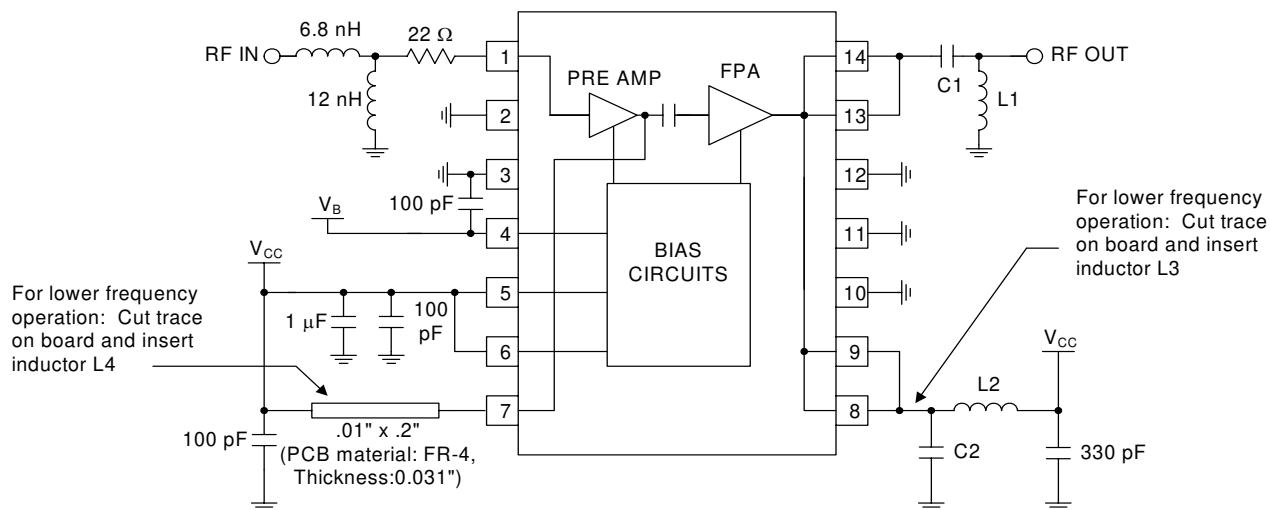 6.8 nH
RF IN
22 Ω
12 nH
1
2
3
100 pF
VB
4
VCC
5
1 µF
100
pF
6
7
For lower frequency
operation: Cut trace
on board and insert
inductor L4
100 pF
.01" x .2"
(PCB material: FR-4,
Thickness:0.031")
PRE AMP
FPA
BIAS
CIRCUITS
14
13
12
11
10
9
8
C1
RF OUT
L1
For lower frequency
operation: Cut trace
on board and insert
inductor L3
VCC
L2
C2
330 pF